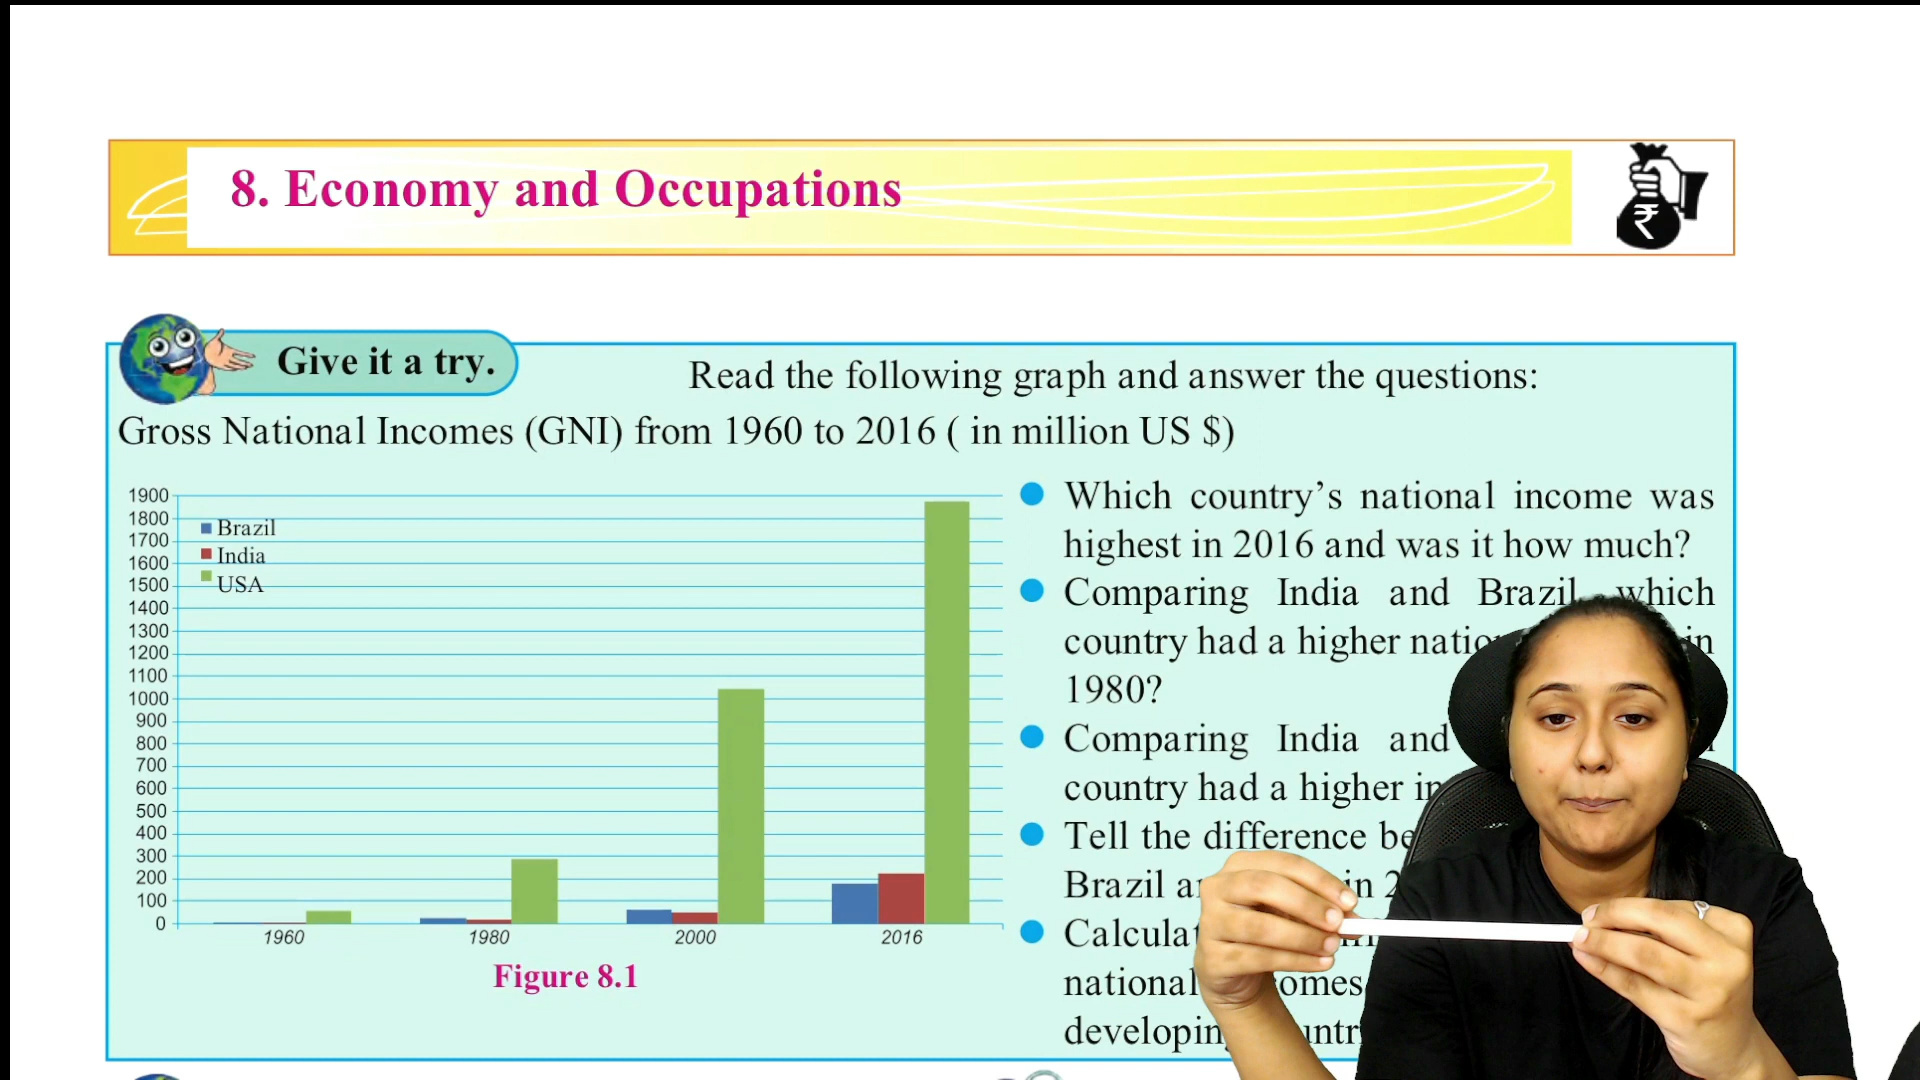 8. Economy and Occupations
₹
Give it a try.
Read the following graph and answer the questions:
Gross National Incomes (GNI) from 1960 to 2016 ( in million US $)
1900
1800
1700
1600
1500
1400
1300
1200
1100
1000
900
800
700
600
500
400
300
200
100
0
Brazil
India
USA
1960 1980 2000 2016
Figure 8.1
Which country’s national income was
highest in 2016 and was it how much?
Comparing India and Brazil, which
country had a higher in
1980?
Comparing India and
country had a higher
Tell the difference
Brazil in
national